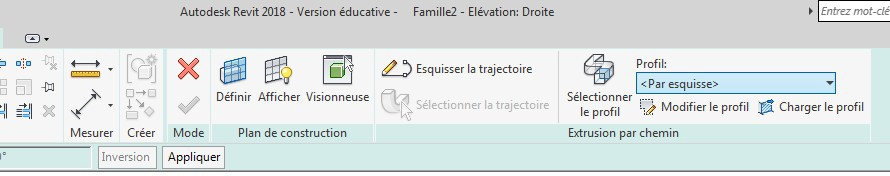 Autodesk Revit 2018 - Version éducative - Famille2 - Elévation: Droite
Entrez mot-clé
Mesurer
Créer
Mode
Définir
Afficher
Visionneuse
Plan de construction
Esquisser la trajectoire
Sélectionner la trajectoire
Sélectionner
le profil
Profil:
<Par esquisse>
Modifier le profil
Charger le profil
Extrusion par chemin
Inversion
Appliquer